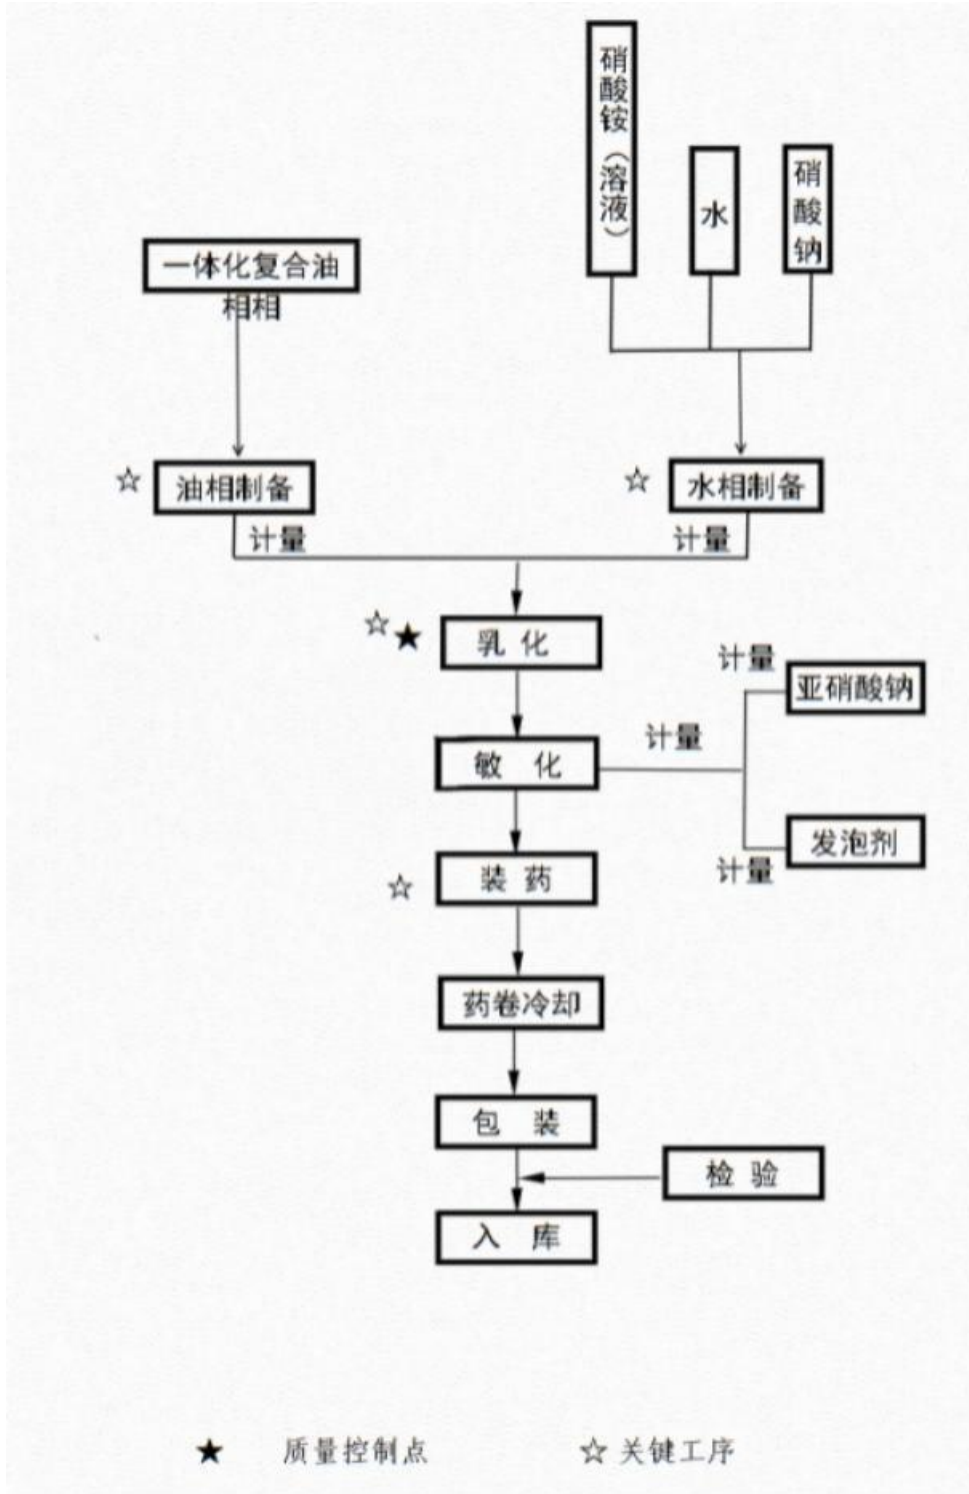 硝酸铵（溶液）
水
硝酸钠
一体化复合油
相相
☆ 油相制备
☆ 水相制备
计量
计量
☆★ 乳化
计量
亚硝酸钠
计量
敏 化
发泡剂
计量
☆ 装药
药卷冷却
包 装
检 验
入 库
★ 质量控制点
☆ 关键工序